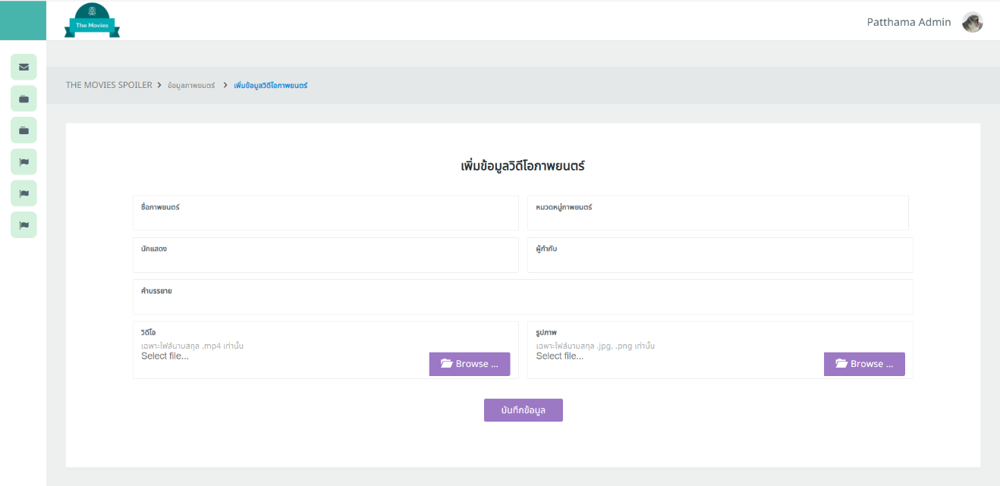 The Movies
Patthama Admin
THE MOVIES SPOILER > ข้อมูลภาพยนตร์ > เพิ่มข้อมูลวิดีโอภาพยนตร์
เพิ่มข้อมูลวิดีโอภาพยนตร์
ชื่อภาพยนตร์
หมวดหมู่ภาพยนตร์
นักแสดง
ผู้กำกับ
คำบรรยาย
วิดีโอ
เฉพาะไฟล์นามสกุล .mp4 เท่านั้น
Select file...
Browse ...
รูปภาพ
เฉพาะไฟล์นามสกุล .jpg, .png เท่านั้น
Select file...
Browse ...
บันทึกข้อมูล